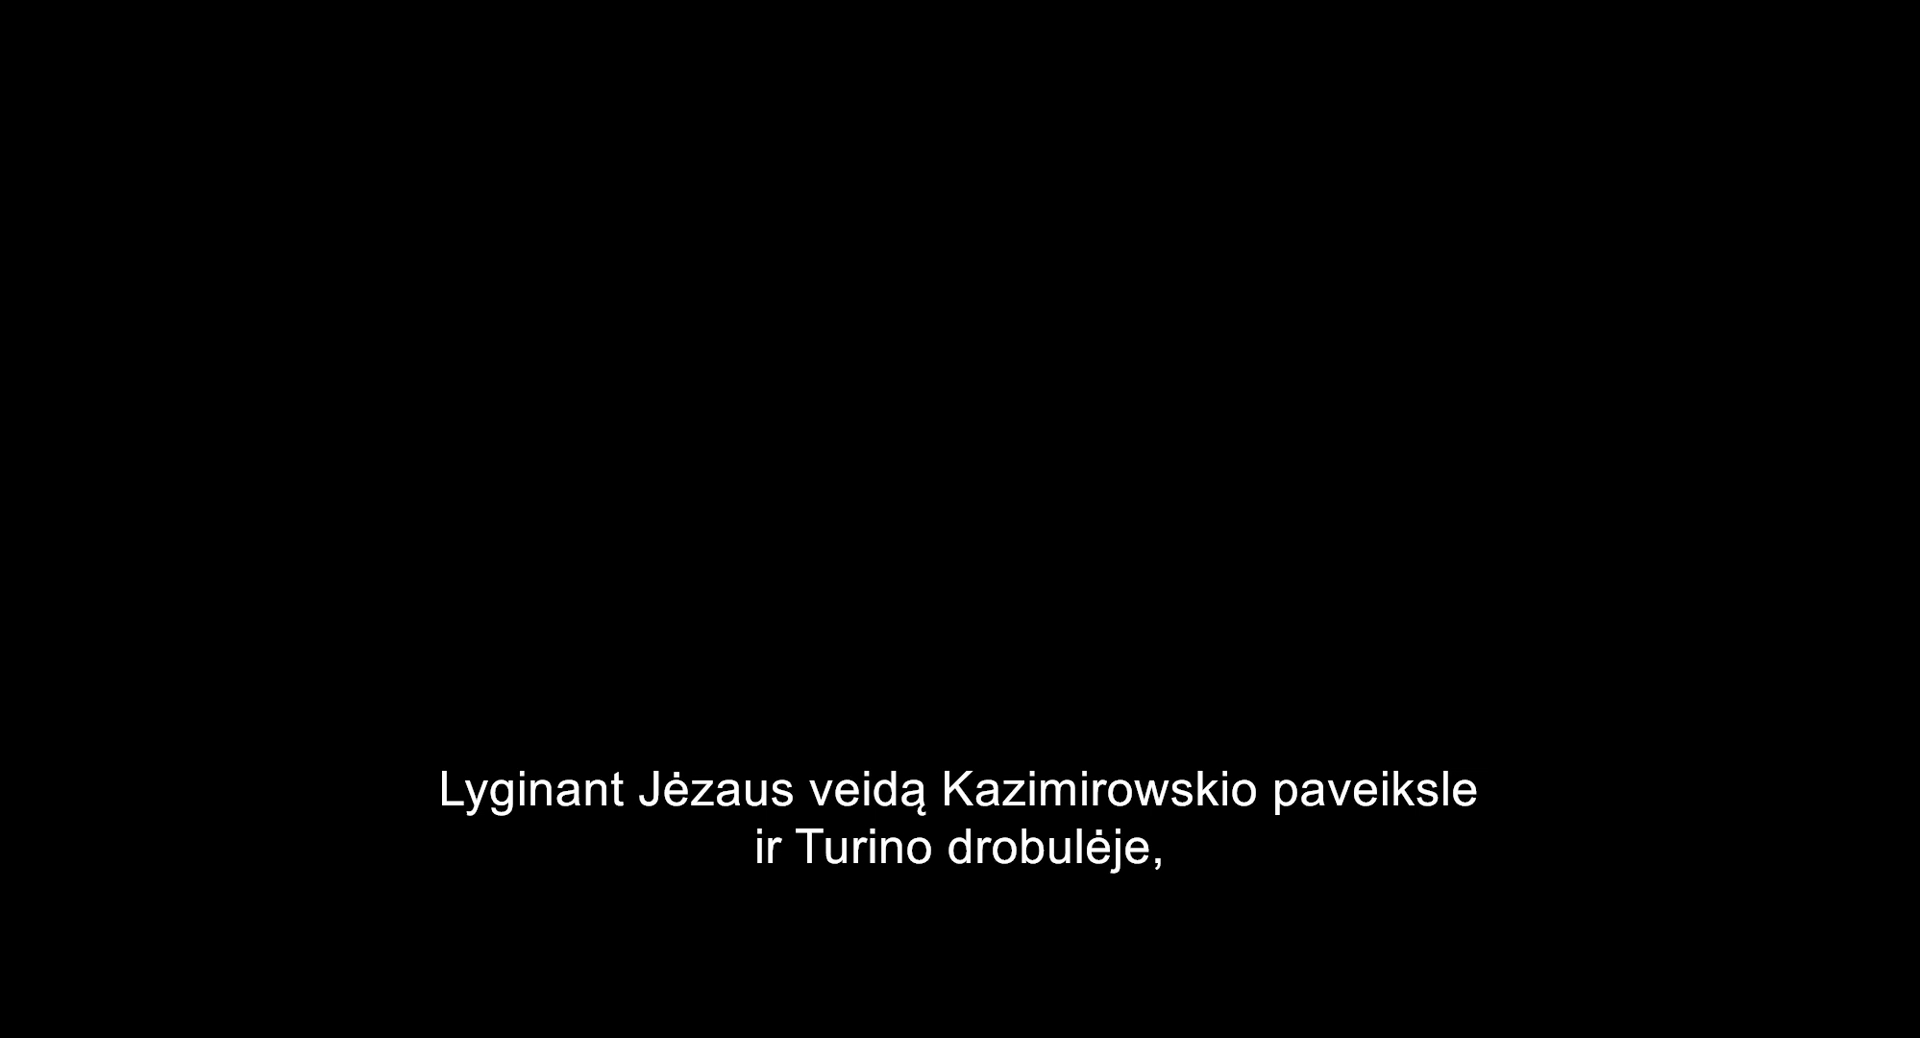 Lyginant Jėzaus veidą Kazimirowskio paveiksle
ir Turino drobulėje,